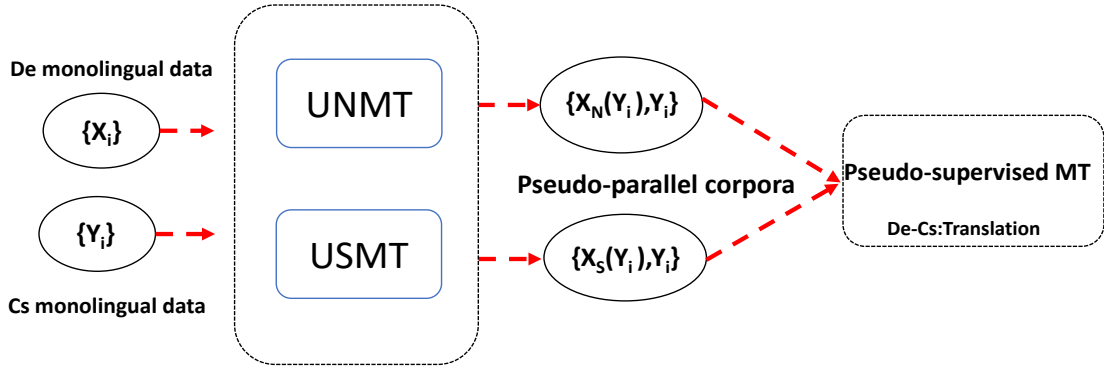 De monolingual data
{Xi}
{Yi}
Cs monolingual data
UNMT
USMT
{XN(Yi),Yi}
Pseudo-parallel corpora
{XS(Yi),Yi}
Pseudo-supervised MT
De-Cs:Translation